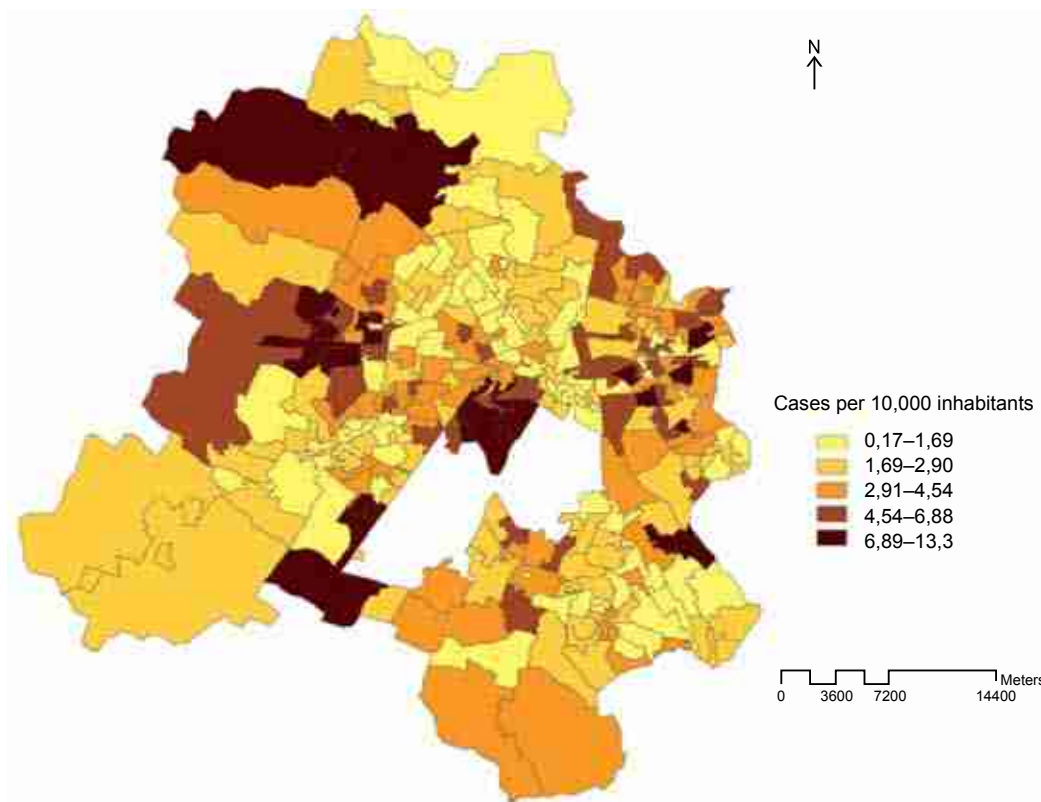 N
Cases per 10,000 inhabitants
0,17–1,69
1,69–2,90
2,91–4,54
4,54–6,88
6,89–13,3
Meters
0 3600 7200 14400